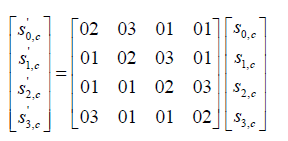 s'0,c = 02 03 01 01 s0,c
s'1,c 01 02 03 01 s1,c
s'2,c 01 01 02 03 s2,c
s'3,c 03 01 01 02 s3,c